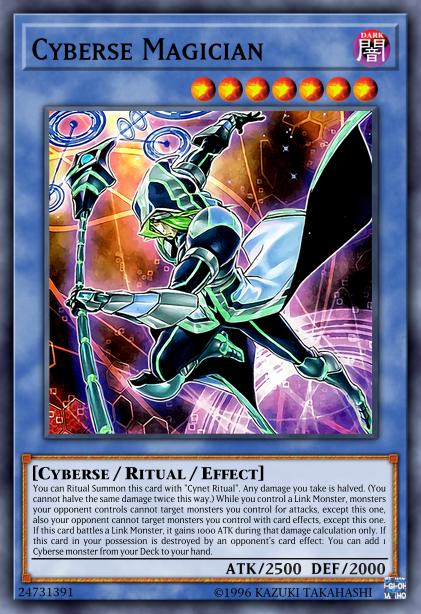 CYBERSE MAGICIAN
DARK
闇
[CYBERSE / RITUAL / EFFECT]
You can Ritual Summon this card with "Cynet Ritual". Any damage you take is halved. (You
cannot halve the same damage twice this way.) While you control a Link Monster, monsters
your opponent controls cannot target monsters you control for attacks, except this one,
also your opponent cannot target monsters you control with card effects, except this one.
If this card battles a Link Monster, it gains 1000 ATK during that damage calculation only. If
this card in your possession is destroyed by an opponent's card effect: You can add 1
Cyberse monster from your Deck to your hand.
ATK/2500 DEF/2000
24731391
©1996 KAZUKI TAKAHASHI